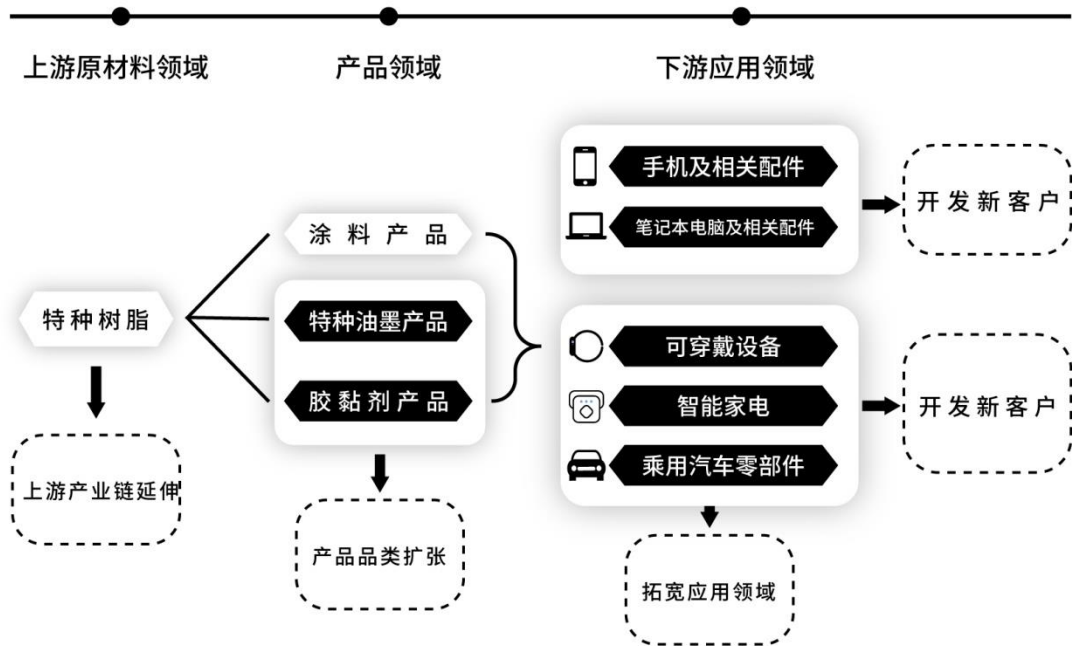 上游原材料领域
产品领域
下游应用领域
特种树脂
上游产业链延伸
涂料产品
特种油墨产品
胶黏剂产品
产品品类扩张
手机及相关配件
笔记本电脑及相关配件
开发新客户
可穿戴设备
智能家电
乘用汽车零部件
开发新客户
拓宽应用领域